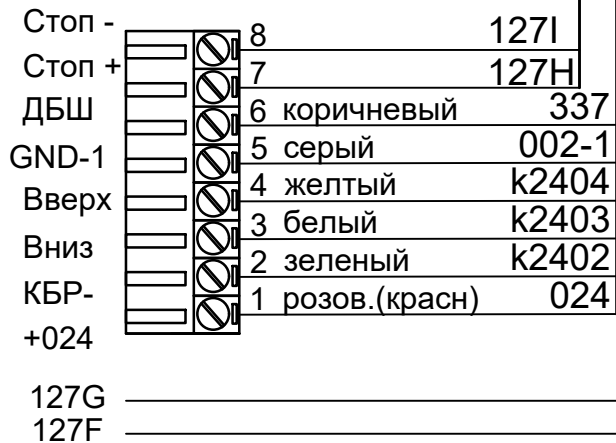 Стоп -
8 127I
Стоп +
7 127H
ДБШ
6 коричневый 337
GND-1
5 серый 002-1
Вверх
4 желтый k2404
3 белый k2403
Вниз
2 зеленый k2402
КБР-
1 розов.(красн) 024
+024
127G
127F